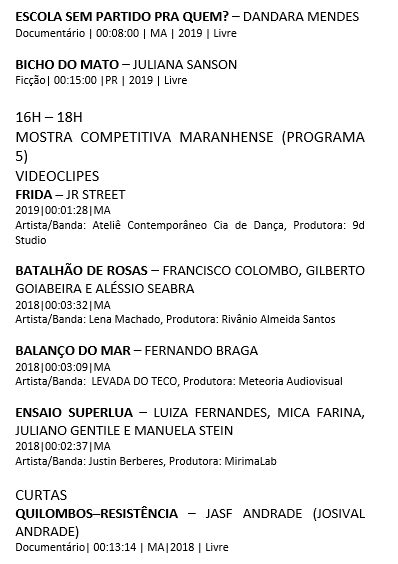 ESCOLA SEM PARTIDO PRA QUEM? – DANDARA MENDES
Documentário | 00:08:00 | MA | 2019 | Livre
BICHO DO MATO – JULIANA SANSON
Ficção| 00:15:00 |PR | 2019 | Livre
16H – 18H
MOSTRA COMPETITIVA MARANHENSE (PROGRAMA
5)
VIDEOCLIPES
FRIDA – JR STREET
2019|00:01:28|MA
Artista/Banda: Ateliê Contemporâneo Cia de Dança, Produtora: 9d
Studio
BATALHÃO DE ROSAS – FRANCISCO COLOMBO, GILBERTO
GOIABEIRA E ALÉSSIO SEABRA
2018|00:03:32|MA
Artista/Banda: Lena Machado, Produtora: Rivânio Almeida Santos
BALANÇO DO MAR – FERNANDO BRAGA
2018|00:03:09|MA
Artista/Banda: LEVADA DO TECO, Produtora: Meteoria Audiovisual
ENSAIO SUPERLUA – LUIZA FERNANDES, MICA FARINA,
JULIANO GENTILE E MANUELA STEIN
2018|00:02:37|MA
Artista/Banda: Justin Berberes, Produtora: MirimaLab
CURTAS
QUILOMBOS–RESISTÊNCIA – JASF ANDRADE (JOSIVAL
ANDRADE)
Documentário| 00:13:14 | MA|2018 | Livre